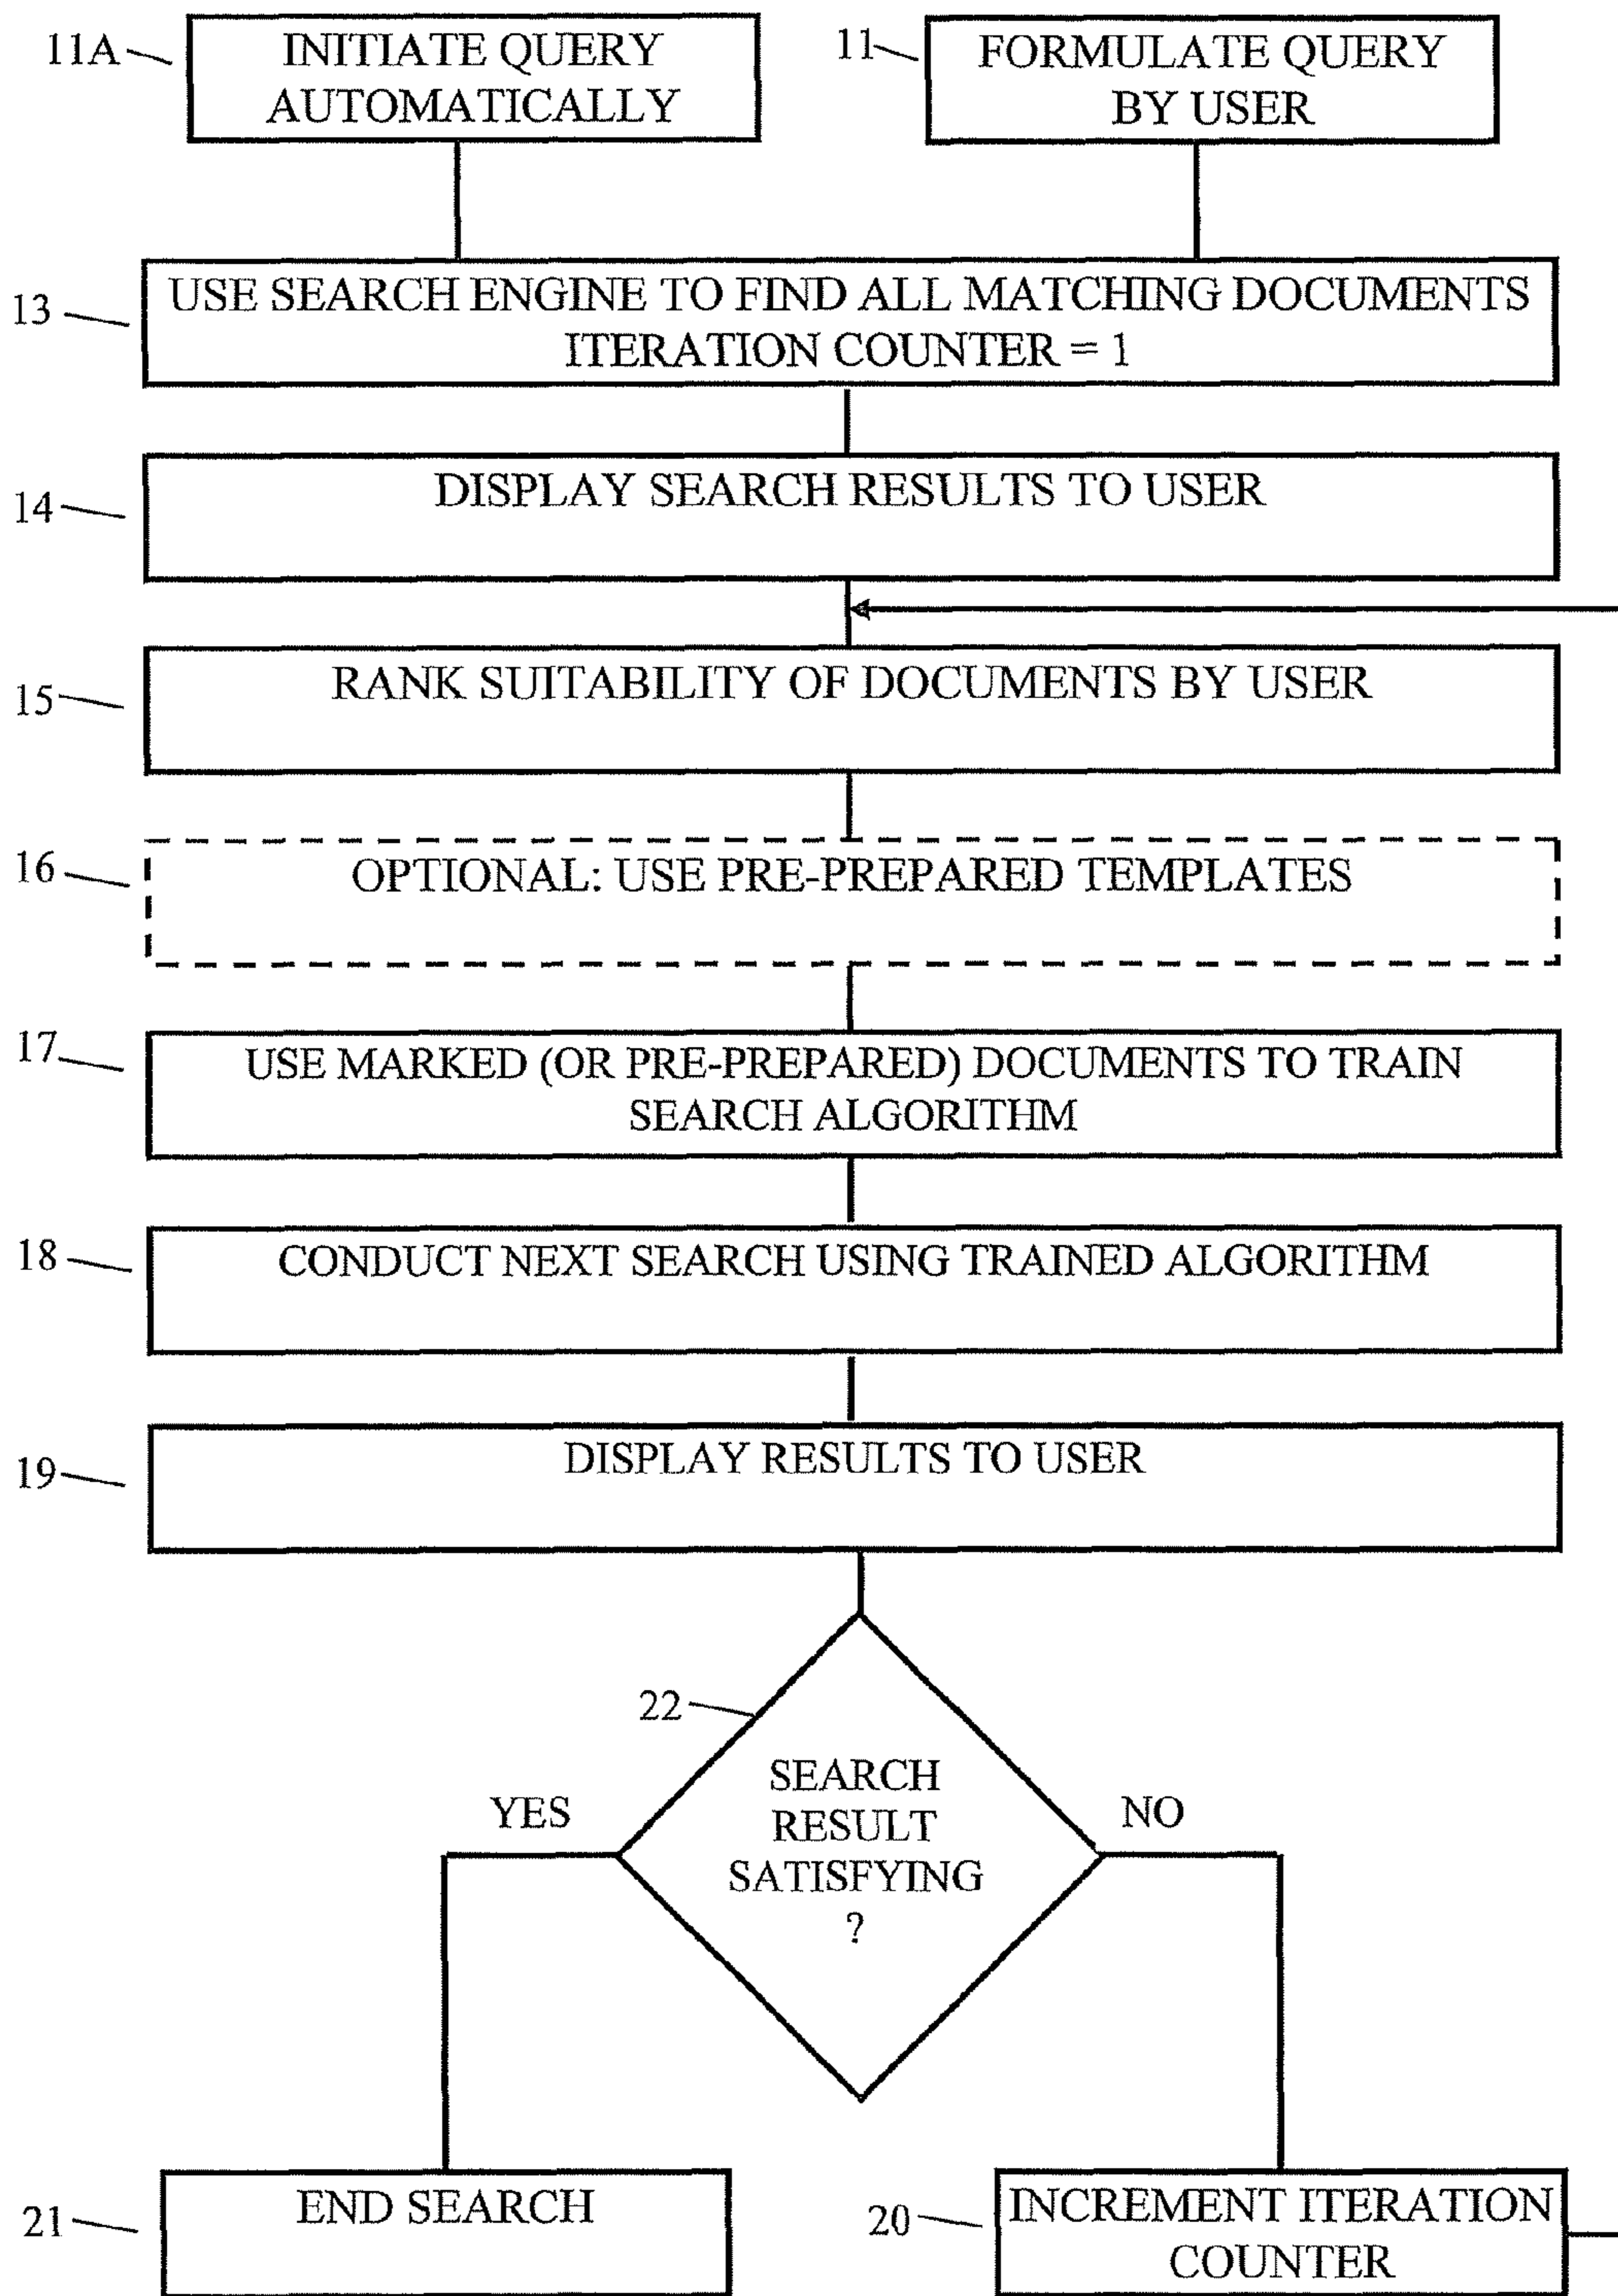 11A
INITIATE QUERY
AUTOMATICALLY
11
FORMULATE QUERY
BY USER
13
USE SEARCH ENGINE TO FIND ALL MATCHING DOCUMENTS
ITERATION COUNTER = 1
14
DISPLAY SEARCH RESULTS TO USER
15
RANK SUITABILITY OF DOCUMENTS BY USER
16
OPTIONAL: USE PRE-PREPARED TEMPLATES
17
USE MARKED (OR PRE-PREPARED) DOCUMENTS TO TRAIN
SEARCH ALGORITHM
18
CONDUCT NEXT SEARCH USING TRAINED ALGORITHM
19
DISPLAY RESULTS TO USER
22
SEARCH
RESULT
SATISFYING
?
YES
NO
21
END SEARCH
20
INCREMENT ITERATION
COUNTER